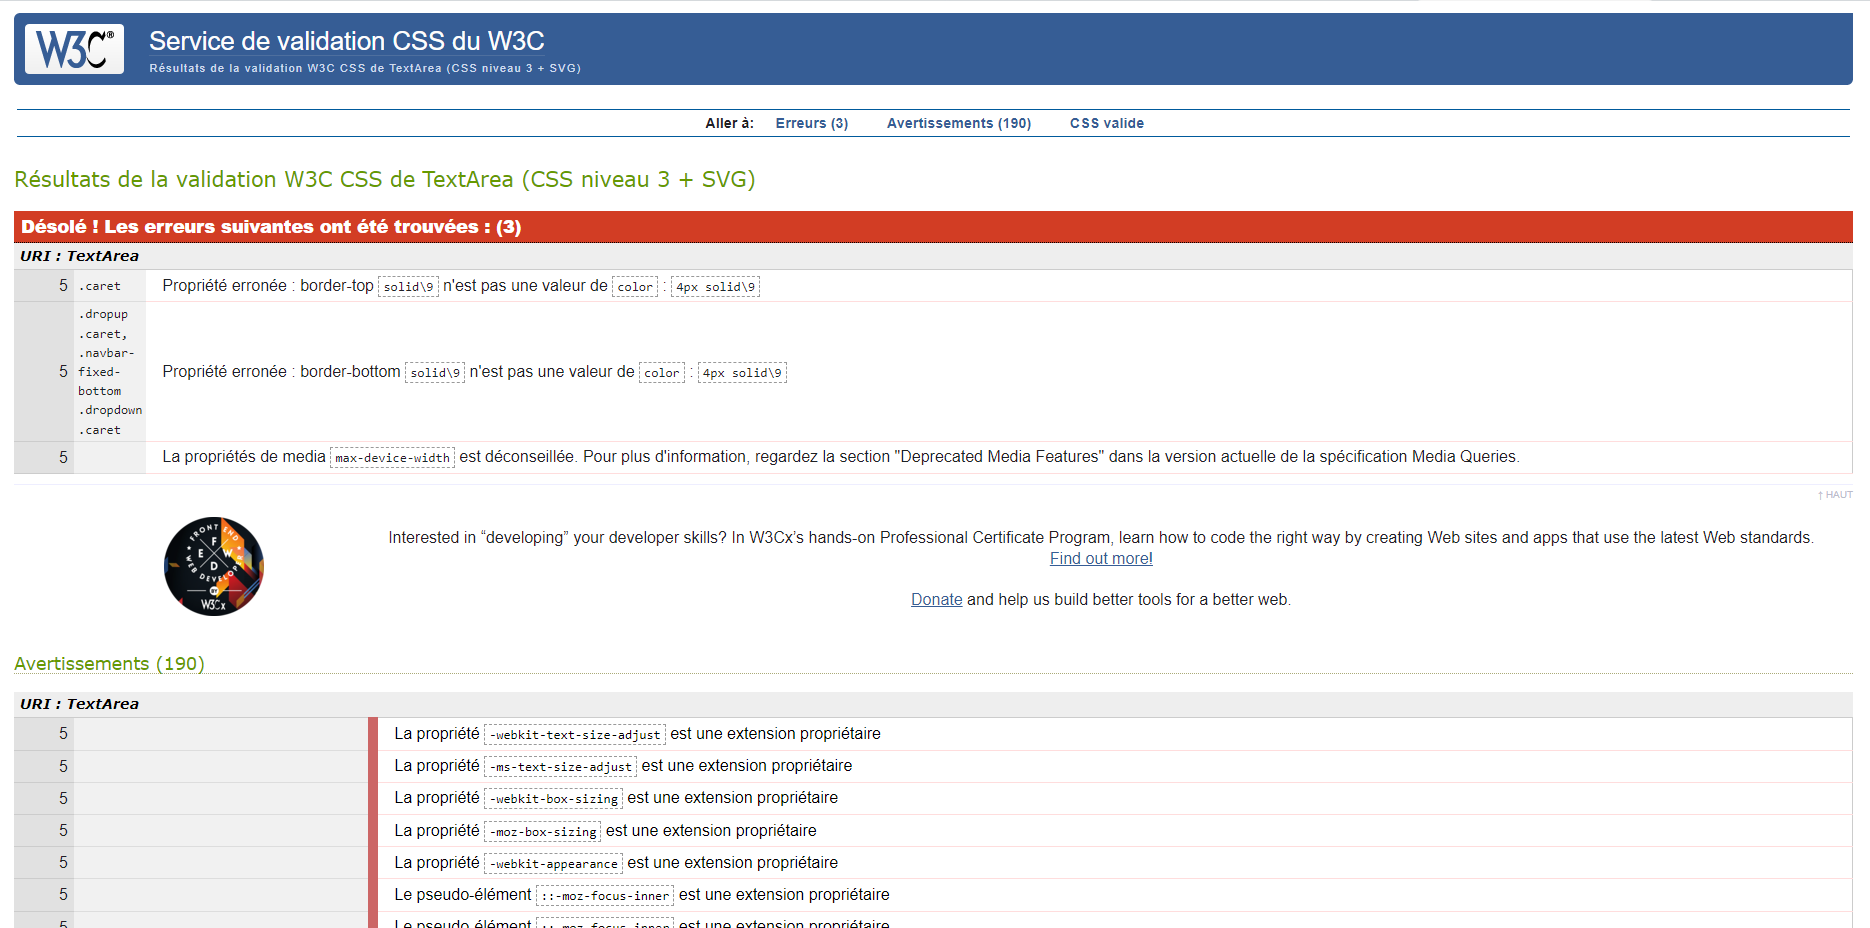 W3C®
Service de validation CSS du W3C
Résultats de la validation W3C CSS de TextArea (CSS niveau 3 + SVG)
Aller à: Erreurs (3) Avertissements (190) CSS valide
Résultats de la validation W3C CSS de TextArea (CSS niveau 3 + SVG)
Désolé ! Les erreurs suivantes ont été trouvées : (3)
URI : TextArea
5 .caret Propriété erronée : border-top solid\9 n'est pas une valeur de color : 4px solid\9
.dropup
.caret,
.navbar-
5 fixed- Propriété erronée : border-bottom solid\9 n'est pas une valeur de color : 4px solid\9
bottom
.dropdown
.caret
5 La propriétés de media max-device-width est déconseillée. Pour plus d'information, regardez la section "Deprecated Media Features" dans la version actuelle de la spécification Media Queries.
↑ HAUT
FRONT END
F
E W
D
WEB DEVELOPER
W3Cx
Interested in “developing” your developer skills? In W3Cx’s hands-on Professional Certificate Program, learn how to code the right way by creating Web sites and apps that use the latest Web standards.
Find out more!
Donate and help us build better tools for a better web.
Avertissements (190)
URI : TextArea
5 La propriété -webkit-text-size-adjust est une extension propriétaire
5 La propriété -ms-text-size-adjust est une extension propriétaire
5 La propriété -webkit-box-sizing est une extension propriétaire
5 La propriété -moz-box-sizing est une extension propriétaire
5 La propriété -webkit-appearance est une extension propriétaire
5 Le pseudo-élément ::-moz-focus-inner est une extension propriétaire
5 Le pseudo-élément ::-moz-focus-inner est une extension propriétaire